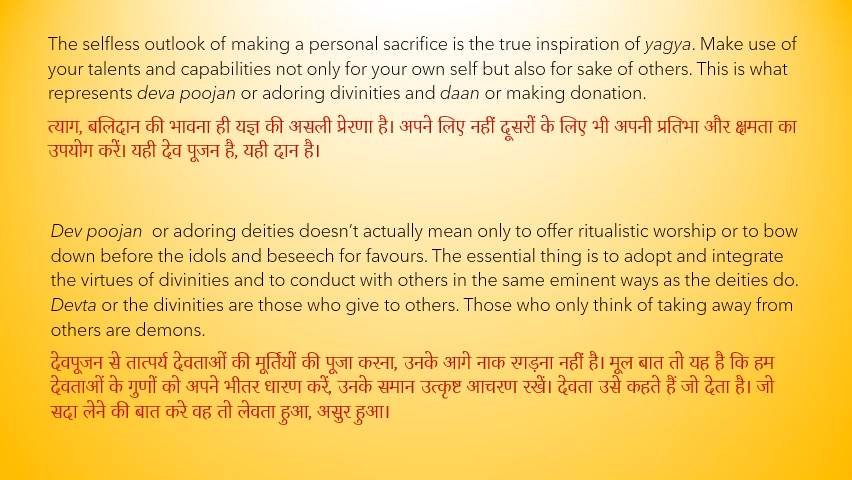 The selfless outlook of making a personal sacrifice is the true inspiration of yagya. Make use of
your talents and capabilities not only for your own self but also for sake of others. This is what
represents deva poojan or adoring divinities and daan or making donation.
त्याग, बलिदान की भावना ही यज्ञ की असली प्रेरणा है। अपने लिए नहीं दूसरों के लिए भी अपनी प्रतिभा और क्षमता का
उपयोग करें। यही देव पूजन है, यही दान है।
Dev poojan or adoring deities doesn’t actually mean only to offer ritualistic worship or to bow
down before the idols and beseech for favours. The essential thing is to adopt and integrate
the virtues of divinities and to conduct with others in the same eminent ways as the deities do.
Devta or the divinities are those who give to others. Those who only think of taking away from
others are demons.
देवपूजन से तात्पर्य देवताओं की मूर्तियों की पूजा करना, उनके आगे नाक रगड़ना नहीं है। मूल बात तो यह है कि हम
देवताओं के गुणों को अपने भीतर धारण करें, उनके समान उत्कृष्ट आचरण रखें। देवता उसे कहते हैं जो देता है। जो
सदा लेने की बात करे वह तो लेवता हुआ, असुर हुआ।